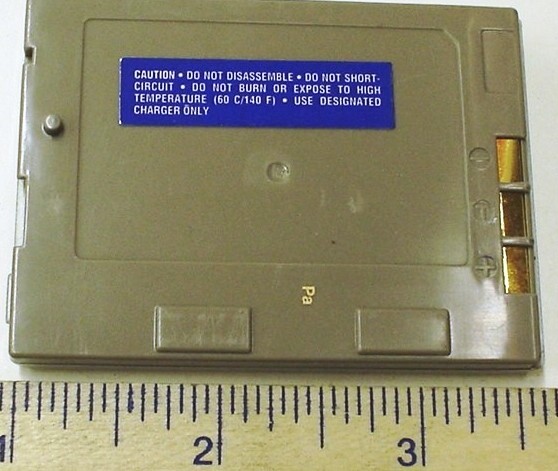 CAUTION • DO NOT DISASSEMBLE • DO NOT SHORT-
CIRCUIT • DO NOT BURN OR EXPOSE TO HIGH
TEMPERATURE (60 C/140 F) • USE DESIGNATED
CHARGER ONLY
Pa
1 2 3